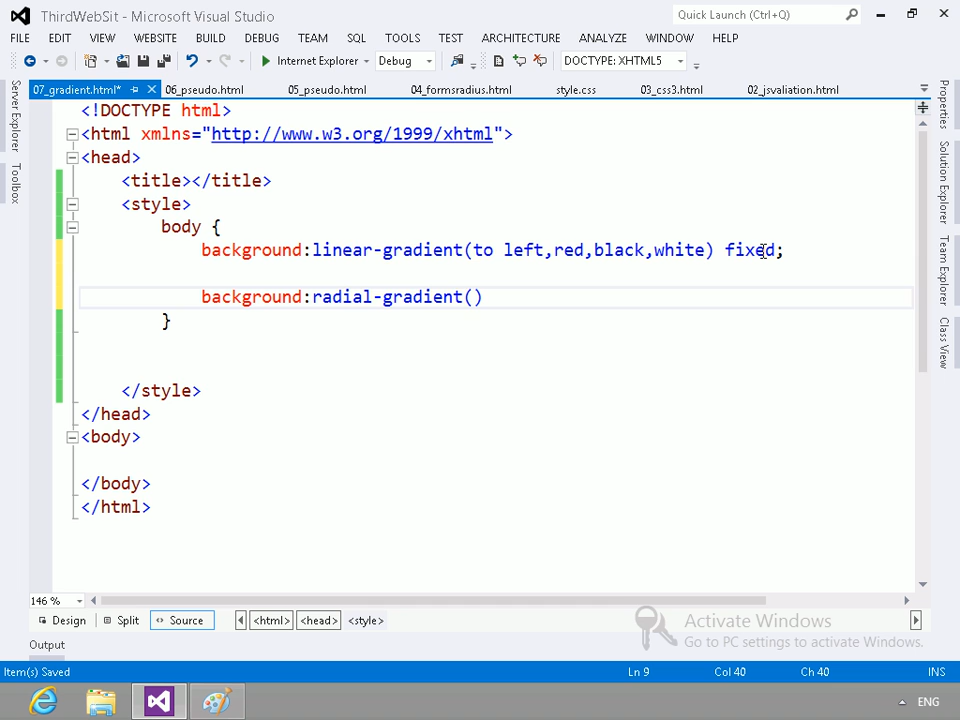 ThirdWebSit - Microsoft Visual Studio
Quick Launch (Ctrl+Q)
FILE EDIT VIEW WEBSITE BUILD DEBUG TEAM SQL TOOLS TEST ARCHITECTURE ANALYZE WINDOW HELP
Internet Explorer Debug DOCTYPE: XHTML5
07_gradient.html* 06_pseudo.html 05_pseudo.html 04_formsradius.html style.css 03_css3.html 02_jsvaliation.html
Server Explorer
Toolbox
<!DOCTYPE html>
<html xmlns="http://www.w3.org/1999/xhtml">
<head>
<title></title>
<style>
body {
background:linear-gradient(to left,red,black,white) fixed;
background:radial-gradient()
}
</style>
</head>
<body>
</body>
</html>
Properties
Solution Explorer
Team Explorer
Class View
146 %
Design Split Source <html> <head> <style>
Activate Windows
Go to PC settings to activate Windows.
Output
Item(s) Saved Ln 9 Col 40 Ch 40 INS
ENG